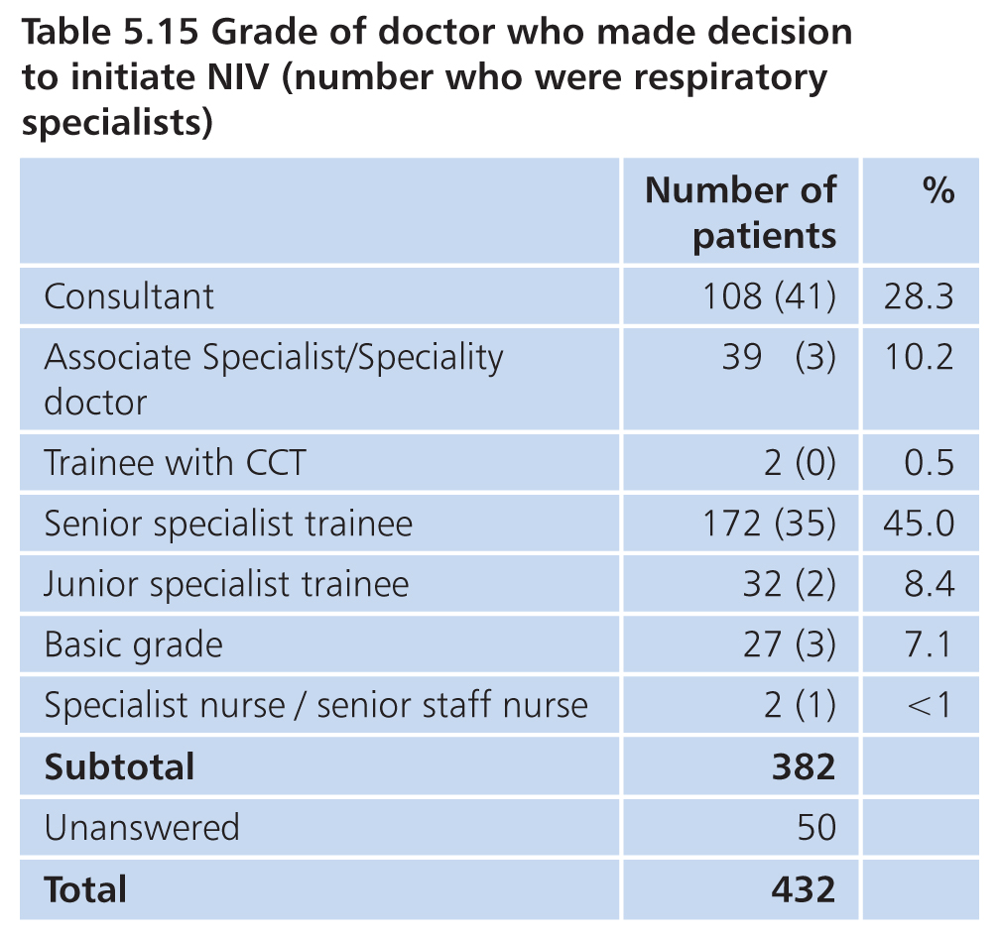 Table 5.15 Grade of doctor who made decision
to initiate NIV (number who were respiratory
specialists)
Number of %
patients
Consultant 108 (41) 28.3
Associate Specialist/Speciality 39 (3) 10.2
doctor
Trainee with CCT 2 (0) 0.5
Senior specialist trainee 172 (35) 45.0
Junior specialist trainee 32 (2) 8.4
Basic grade 27 (3) 7.1
Specialist nurse / senior staff nurse 2 (1) <1
Subtotal 382
Unanswered 50
Total 432